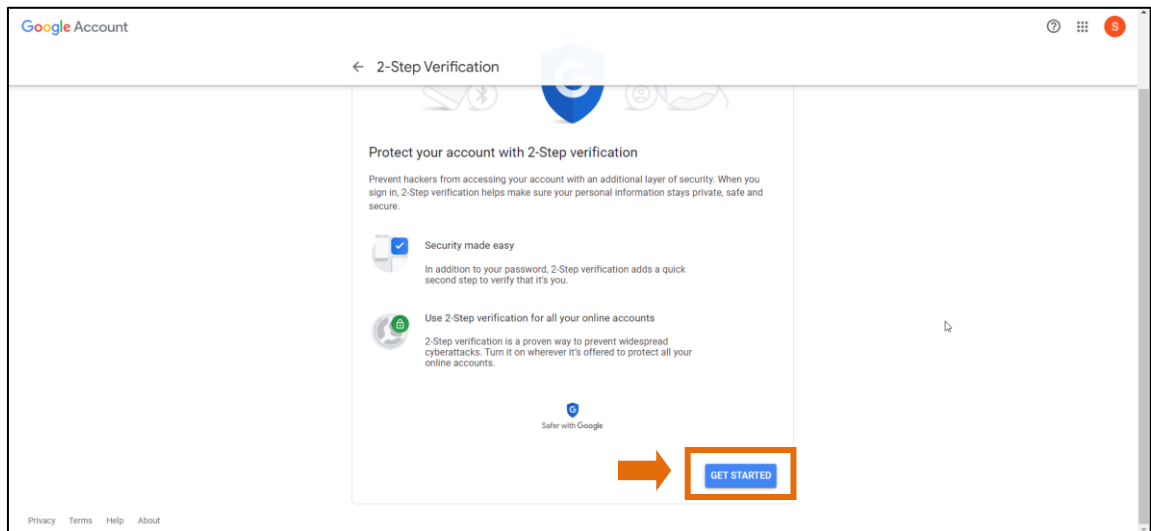 Google Account
S
2-Step Verification
G
Protect your account with 2-Step verification
Prevent hackers from accessing your account with an additional layer of security. When you
sign in, 2-Step verification helps make sure your personal information stays private, safe and
secure.
Security made easy
In addition to your password, 2-Step verification adds a quick
second step to verify that it's you.
Use 2-Step verification for all your online accounts
2-Step verification is a proven way to prevent widespread
cyberattacks. Turn it on wherever it's offered to protect all your
online accounts.
G
Safer with Google
GET STARTED
Privacy Terms Help About